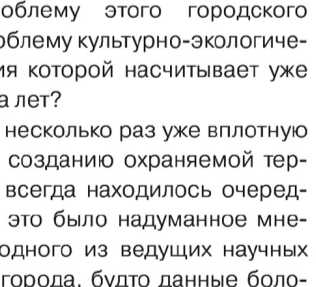 облему этого городского
облему культурно-экологиче-
ия которой насчитывает уже
а лет?
несколько раз уже вплотную
созданию охраняемой тер-
всегда находилось очеред-
это было надуманное мне-
одного из ведущих научных
города, будто данные боло-